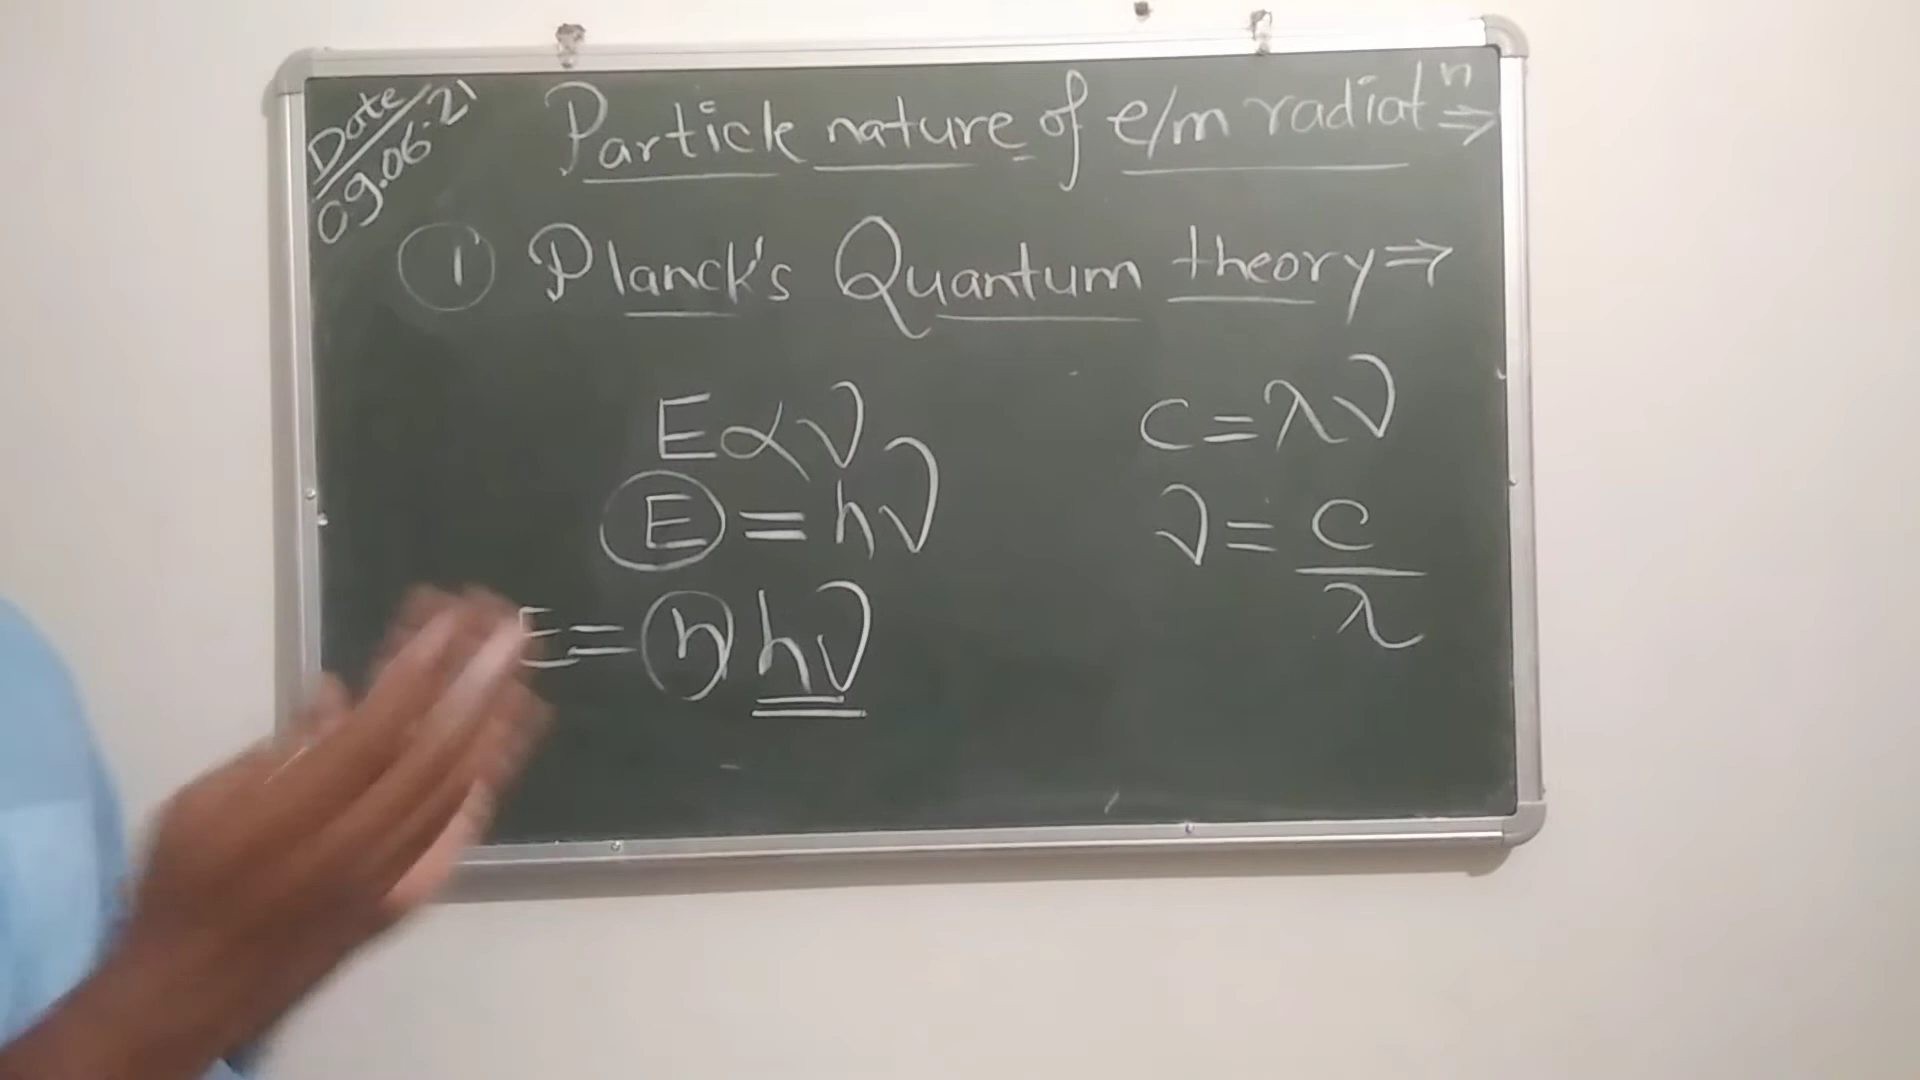 Date
09.06.21
Particle nature of e/m radiatⁿ ⇒
1 Planck's Quantum theory ⇒
E ∝ ν
E = hν
E = n hν
c = λν
ν = c/λ